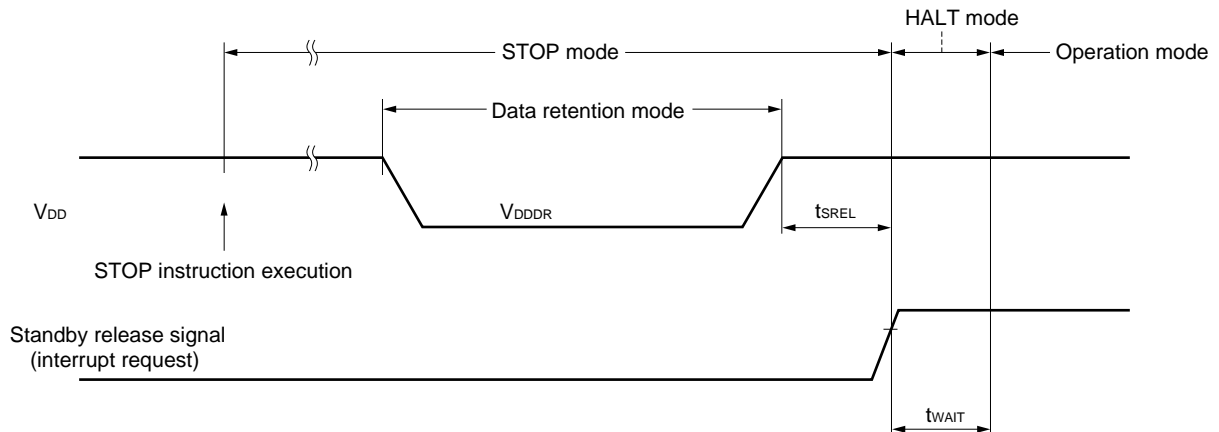 HALT mode
STOP mode
Operation mode
Data retention mode
VDD
VDDDR
tSREL
STOP instruction execution
Standby release signal
(interrupt request)
tWAIT